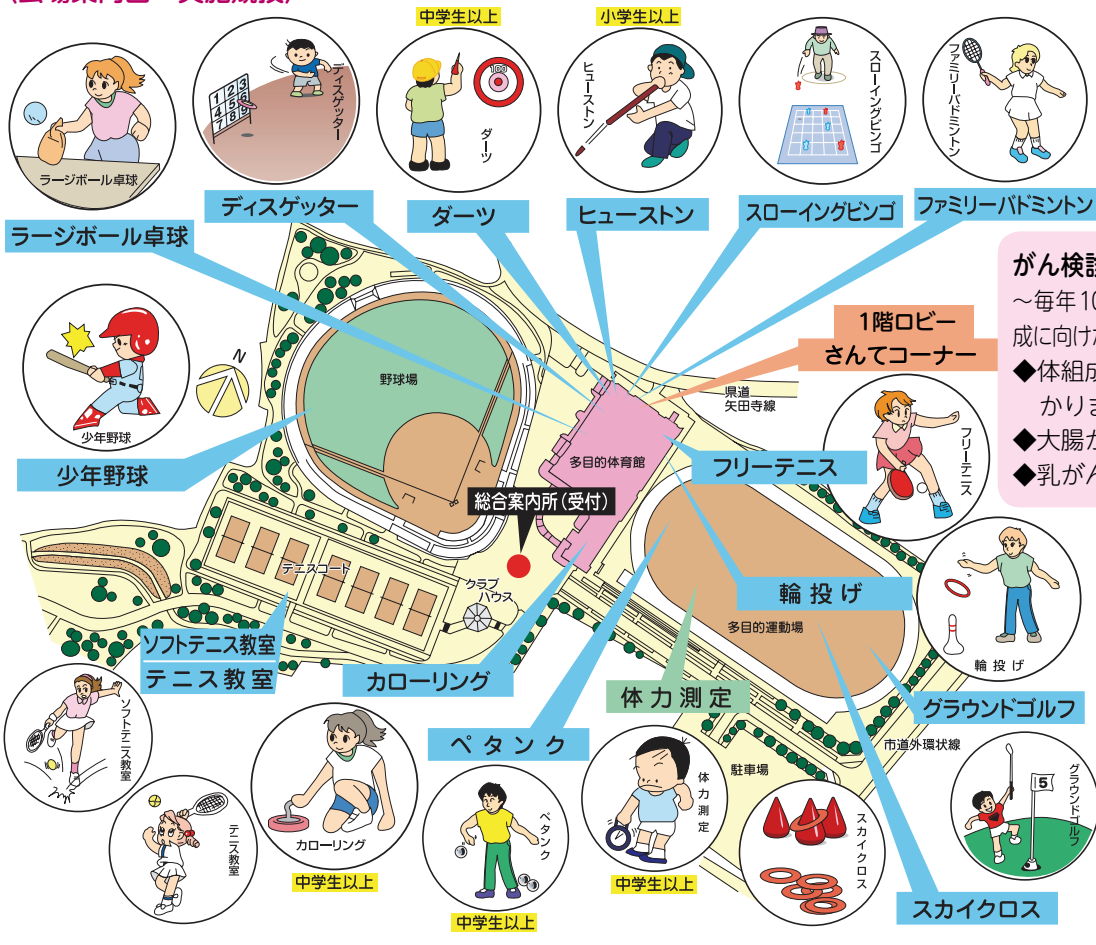 中学生以上
小学生以上
ラージボール卓球
ディスゲッター
1 2 3
4 5 6
7 8 9
100
ダーツ
ヒューストン
スローイングビンゴ
ファミリーバドミントン
ラージボール卓球
ディスゲッター
ダーツ
ヒューストン
スローイングビンゴ
ファミリーバドミントン
がん検診
〜毎年10
成に向けた
◆体組成
かりま
◆大腸が
◆乳がん
1階ロビー
さんてコーナー
県道
矢田寺線
少年野球
少年野球
N
野球場
多目的体育館
フリーテニス
フリーテニス
総合案内所（受付）
テニスコート
クラブ
ハウス
輪投げ
多目的運動場
輪投げ
ソフトテニス教室
テニス教室
カローリング
体力測定
グラウンドゴルフ
ペタンク
市道外環状線
駐車場
ソフトテニス教室
テニス教室
カローリング
中学生以上
ペタンク
中学生以上
体力測定
中学生以上
スカイクロス
5
グラウンドゴルフ
スカイクロス